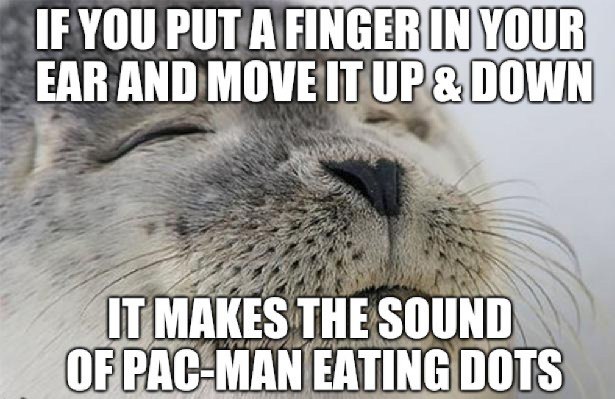 IF YOU PUT A FINGER IN YOUR
EAR AND MOVE IT UP & DOWN
IT MAKES THE SOUND
OF PAC-MAN EATING DOTS